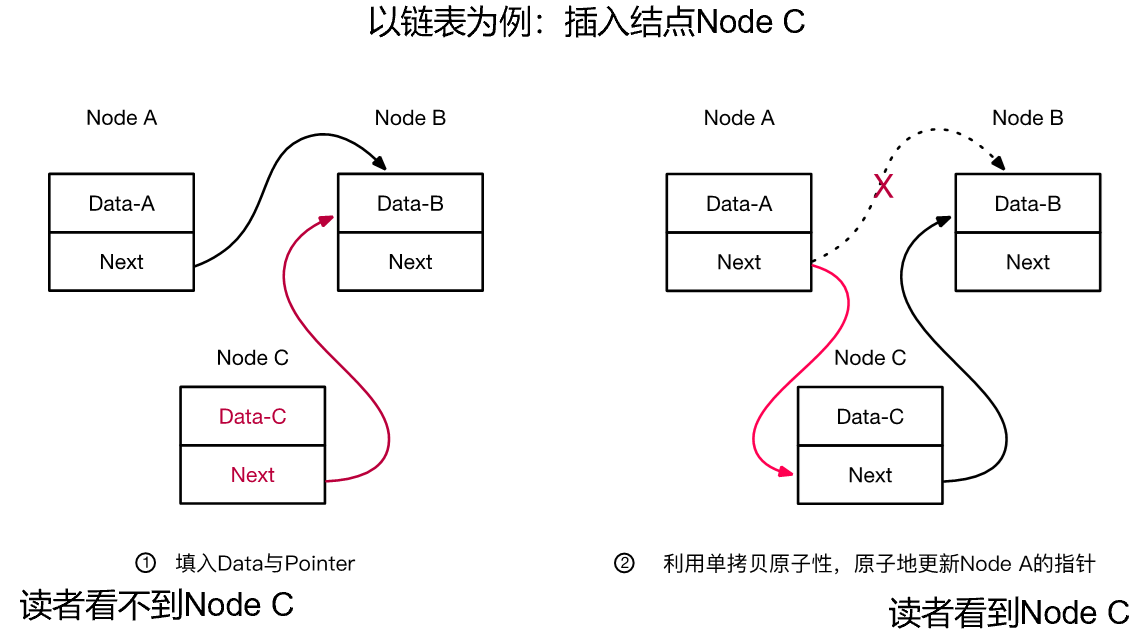 以链表为例：插入结点Node C
Node A
Node B
Data-A
Data-B
Next
Next
Node C
Data-C
Next
① 填入Data与Pointer
读者看不到Node C
Node A
Node B
X
Data-A
Data-B
Next
Next
Node C
Data-C
Next
② 利用单拷贝原子性，原子地更新Node A的指针
读者看到Node C